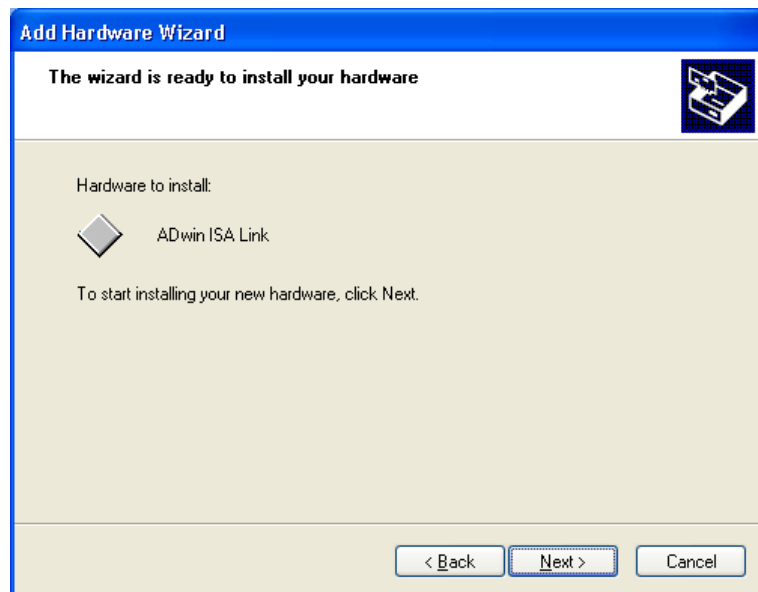 Add Hardware Wizard
The wizard is ready to install your hardware
Hardware to install:
ADwin ISA Link
To start installing your new hardware, click Next.
< Back
Next >
Cancel